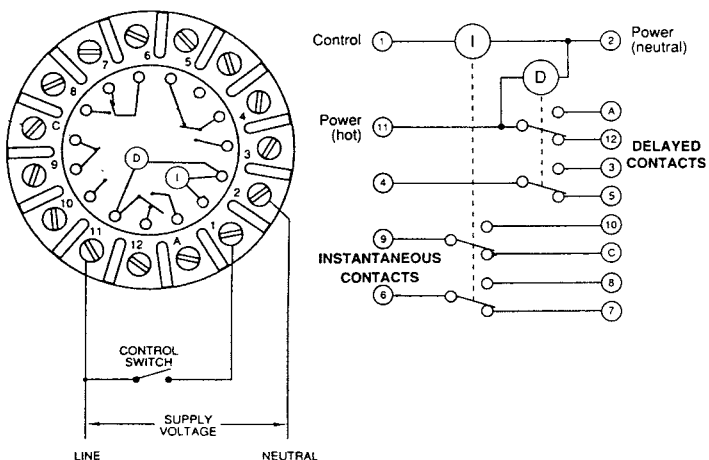 6
5
4
3
2
1
A
12
11
10
9
C
8
7
D
I
CONTROL
SWITCH
SUPPLY
VOLTAGE
LINE
NEUTRAL
Control
1
I
2
Power
(neutral)
D
Power
(hot)
11
A
12
DELAYED
CONTACTS
3
4
5
10
9
INSTANTANEOUS
CONTACTS
C
8
6
7